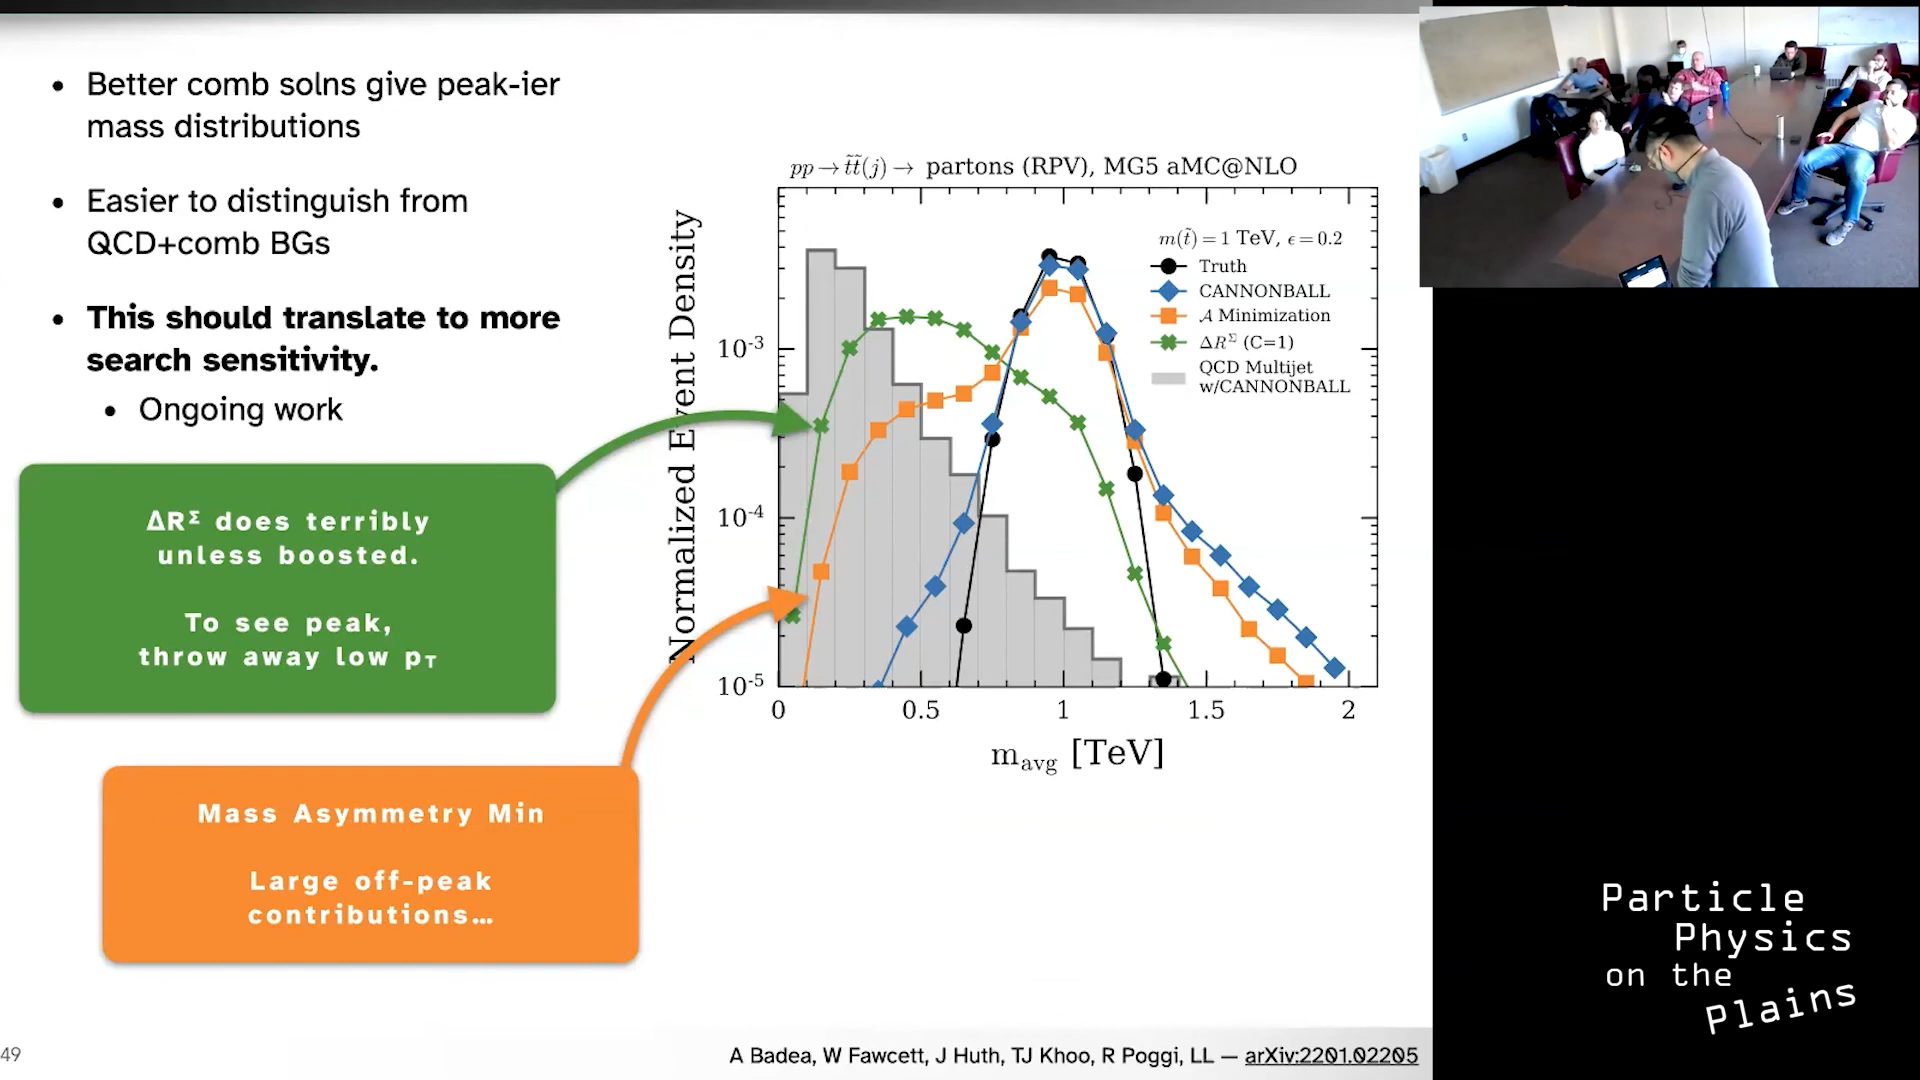 • Better comb solns give peak-ier
mass distributions
• Easier to distinguish from
QCD+comb BGs
• This should translate to more
search sensitivity.
• Ongoing work
ΔR^Σ does terribly
unless boosted.
To see peak,
throw away low p_T
Mass Asymmetry Min
Large off-peak
contributions…
pp → t̃t̃(j) → partons (RPV), MG5 aMC@NLO
Normalized Event Density
m(t̃) = 1 TeV, ϵ = 0.2
Truth
CANNONBALL
𝒜 Minimization
ΔR^Σ (C=1)
QCD Multijet
w/CANNONBALL
10^-3
10^-4
10^-5
0 0.5 1 1.5 2
m_avg [TeV]
49
A Badea, W Fawcett, J Huth, TJ Khoo, R Poggi, LL — arXiv:2201.02205
Particle
Physics
on the
Plains